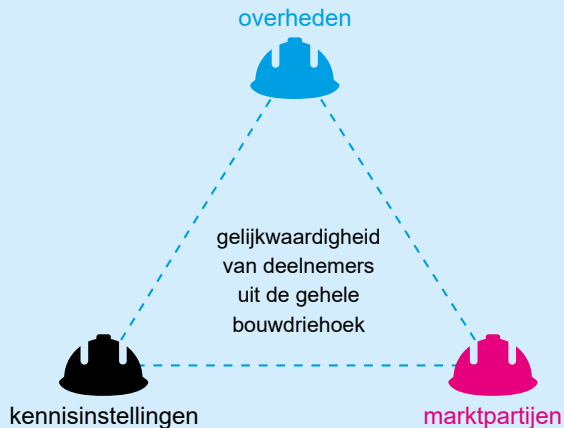 overheden
gelijkwaardigheid
van deelnemers
uit de gehele
bouwdriehoek
kennisinstellingen
marktpartijen